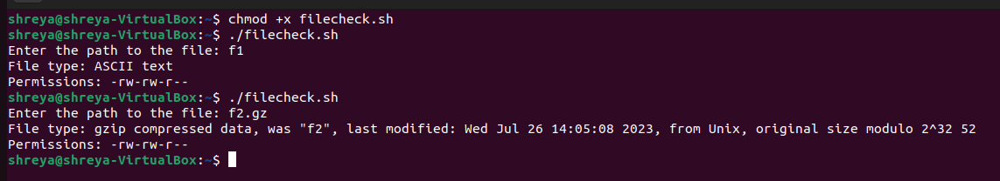 shreya@shreya-VirtualBox:~$ chmod +x filecheck.sh
shreya@shreya-VirtualBox:~$ ./filecheck.sh
Enter the path to the file: f1
File type: ASCII text
Permissions: -rw-rw-r--
shreya@shreya-VirtualBox:~$ ./filecheck.sh
Enter the path to the file: f2.gz
File type: gzip compressed data, was "f2", last modified: Wed Jul 26 14:05:08 2023, from Unix, original size modulo 2^32 52
Permissions: -rw-rw-r--
shreya@shreya-VirtualBox:~$